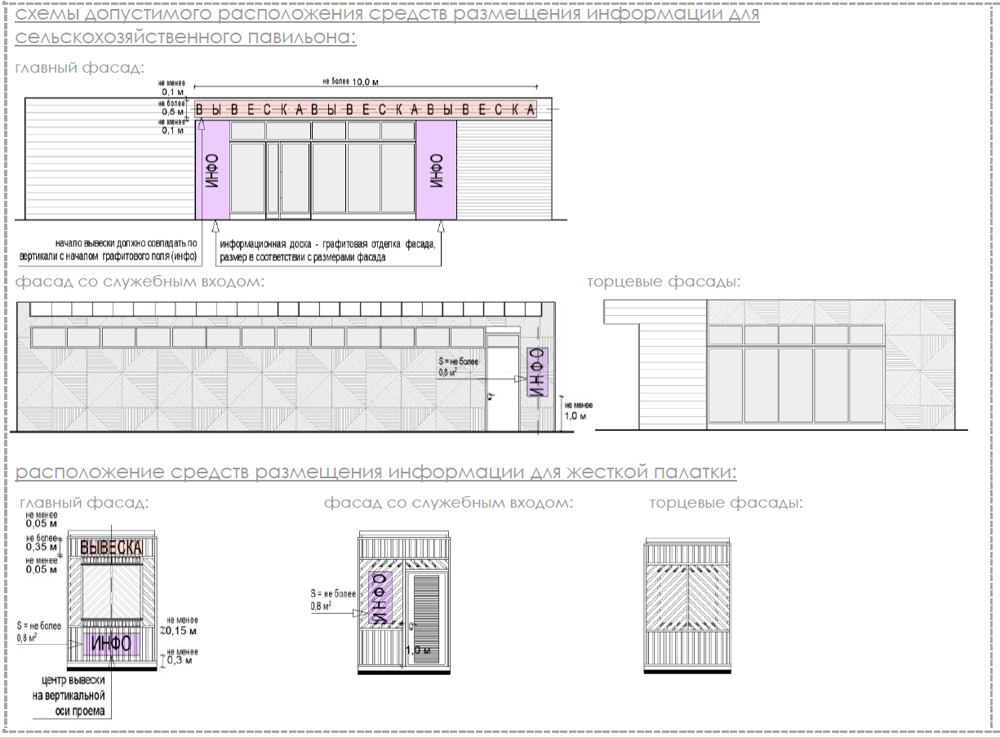 схемы допустимого расположения средств размещения информации для
сельскохозяйственного павильона:
главный фасад:
не менее
0,1 м
не более 10,0 м
не более
0,5 м
ВЫВЕСКАВЫВЕСКАВЫВЕСКА
не менее
0,1 м
ИНФО
ИНФО
начало вывески должно совпадать по
вертикали с началом графитового поля (инфо)
информационная доска - графитовая отделка фасада,
размер в соответствии с размерами фасада
фасад со служебным входом:
торцевые фасады:
S = не более
0,8 м²
ИНФО
не менее
1,0 м
расположение средств размещения информации для жесткой палатки:
главный фасад:
фасад со служебным входом:
торцевые фасады:
не менее
0,05 м
не более
0,35 м
ВЫВЕСКА
не менее
0,05 м
S = не более
0,8 м²
ИНФО
не менее
0,15 м
не менее
0,3 м
центр вывески
на вертикальной
оси проема
S = не более
0,8 м²
ИНФО
1,0 м